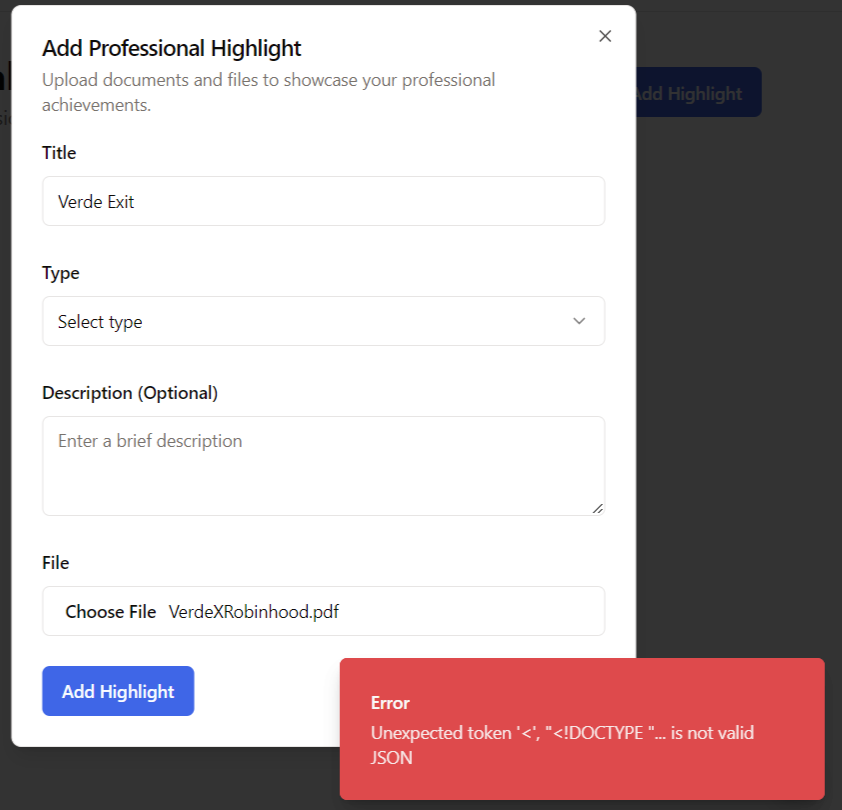 Add Professional Highlight
Upload documents and files to showcase your professional
achievements.
Add Highlight
Title
Verde Exit
Type
Select type
Description (Optional)
Enter a brief description
File
Choose File VerdeXRobinhood.pdf
Add Highlight
Error
Unexpected token '<', "<!DOCTYPE "... is not valid
JSON